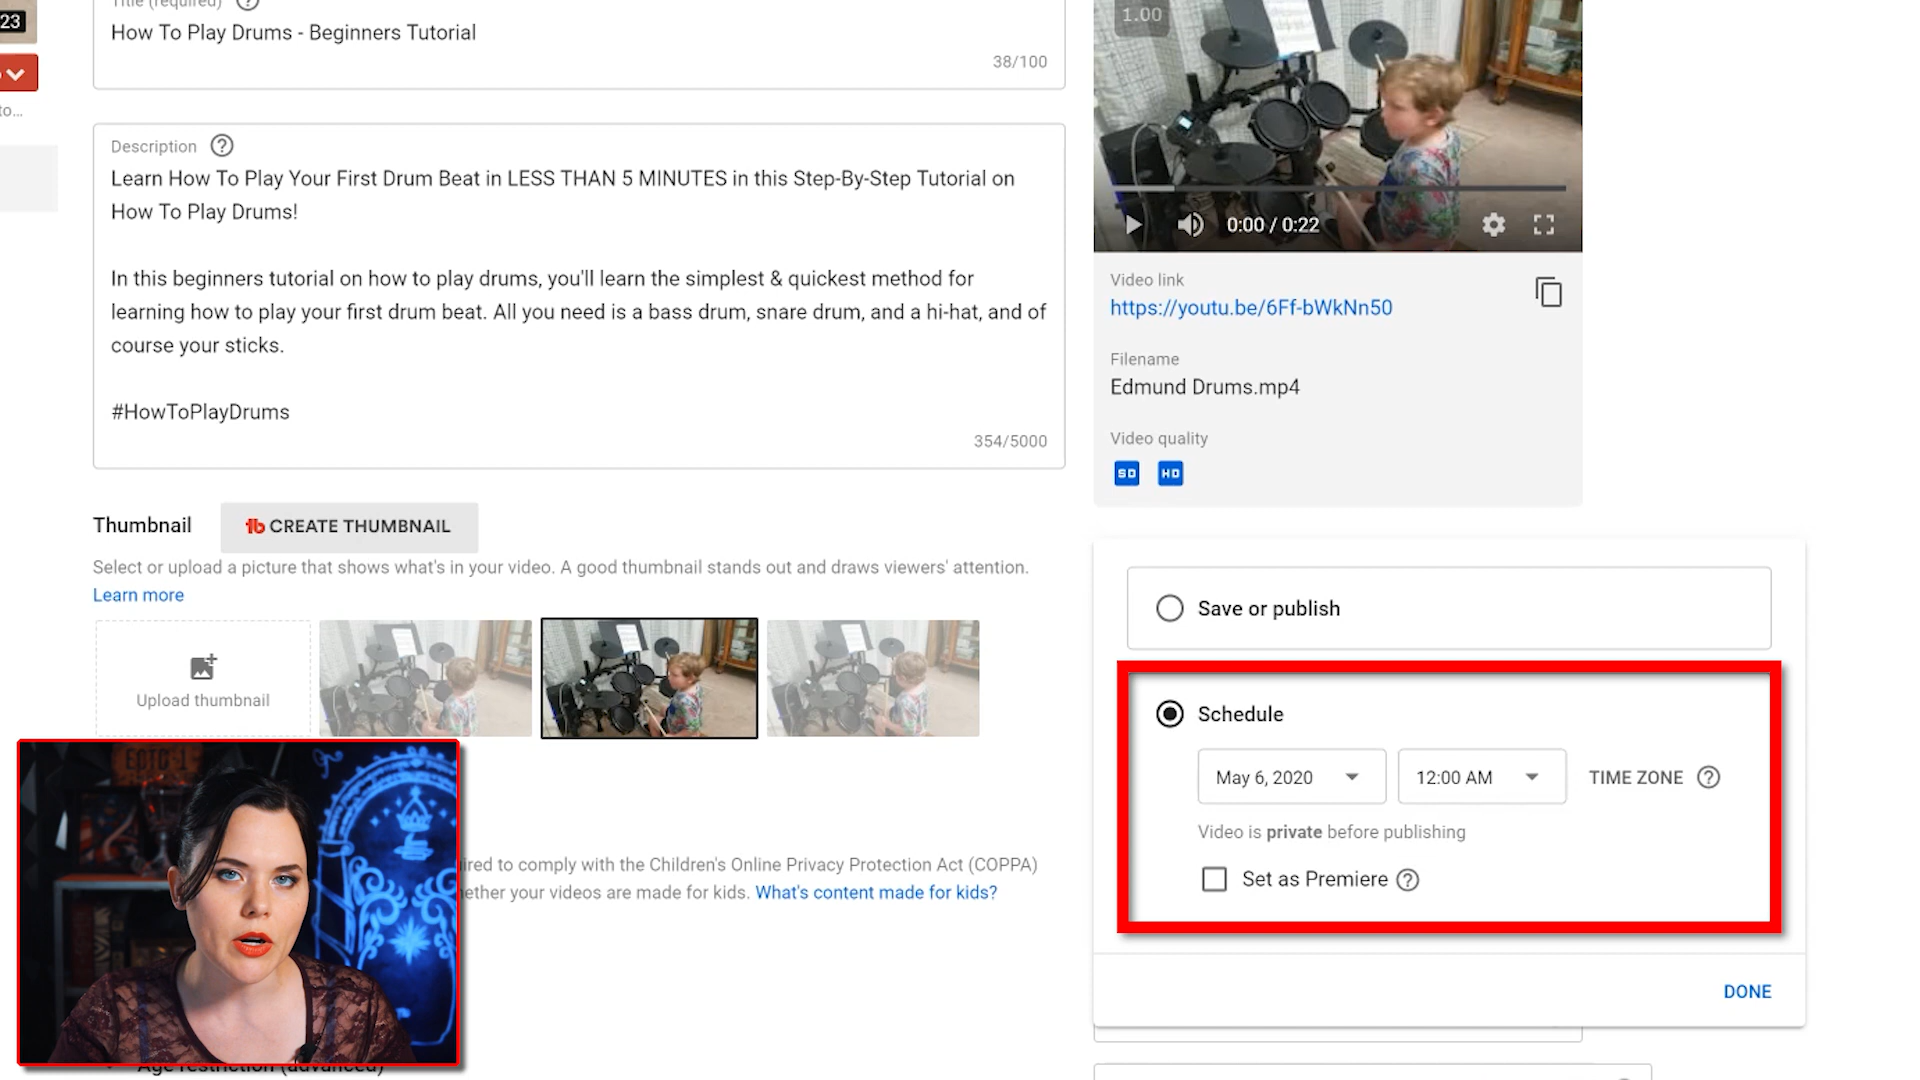 23
Title (required)
How To Play Drums - Beginners Tutorial
38/100
to...
Description
Learn How To Play Your First Drum Beat in LESS THAN 5 MINUTES in this Step-By-Step Tutorial on
How To Play Drums!
In this beginners tutorial on how to play drums, you'll learn the simplest & quickest method for
learning how to play your first drum beat. All you need is a bass drum, snare drum, and a hi-hat, and of
course your sticks.
#HowToPlayDrums
354/5000
Thumbnail
tb CREATE THUMBNAIL
Select or upload a picture that shows what's in your video. A good thumbnail stands out and draws viewers' attention.
Learn more
Upload thumbnail
ired to comply with the Children's Online Privacy Protection Act (COPPA)
ether your videos are made for kids. What's content made for kids?
Age restriction (advanced)
1.00
0:00 / 0:22
Video link
https://youtu.be/6Ff-bWkNn50
Filename
Edmund Drums.mp4
Video quality
SD HD
Save or publish
Schedule
May 6, 2020 12:00 AM TIME ZONE
Video is private before publishing
Set as Premiere
DONE